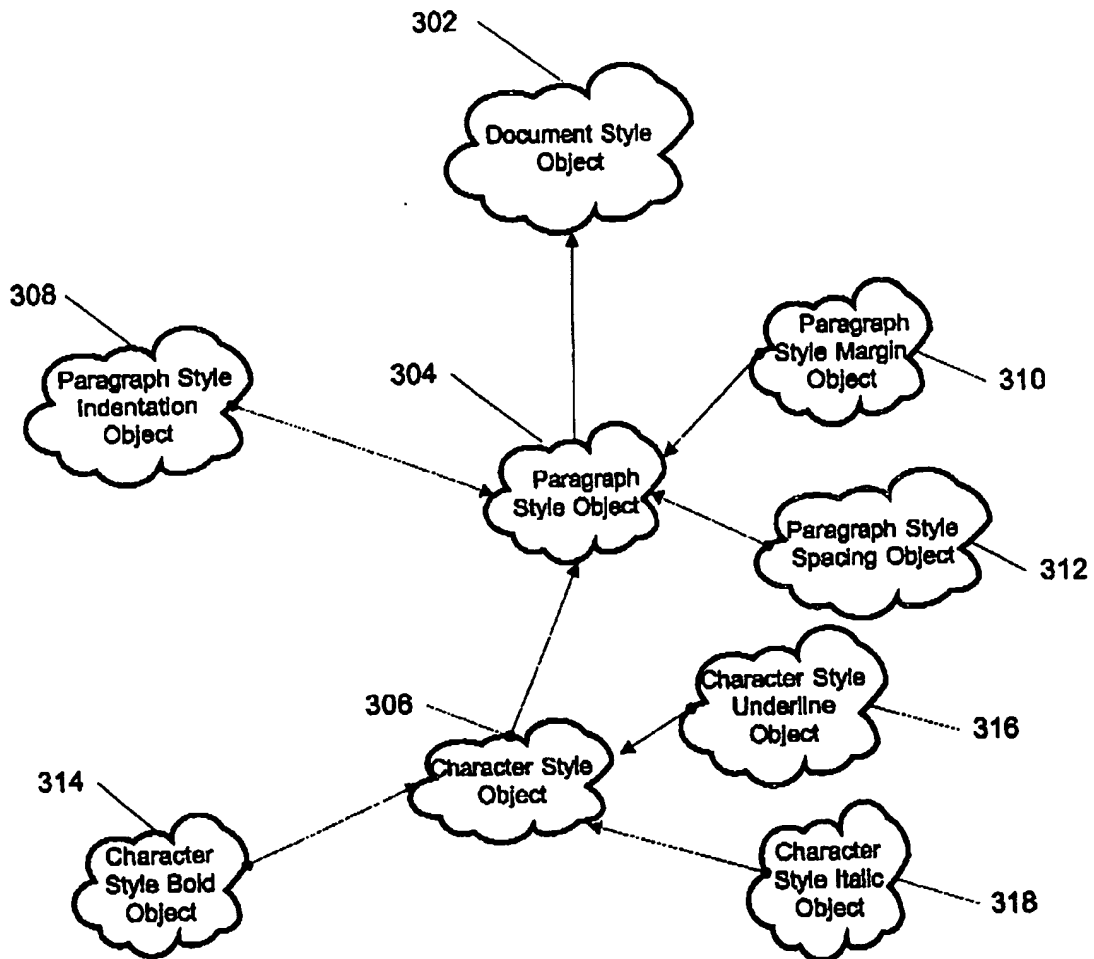 302
Document Style
Object
308
Paragraph Style
Indentation
Object
304
Paragraph
Style Margin
Object
310
Paragraph
Style Object
Paragraph Style
Spacing Object
312
306
Character Style
Underline
Object
316
Character Style
Object
314
Character
Style Bold
Object
Character
Style Italic
Object
318